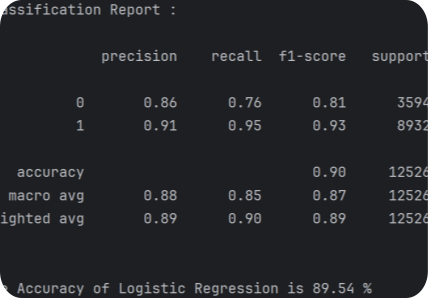 assification Report :
precision recall f1-score support
0 0.86 0.76 0.81 3594
1 0.91 0.95 0.93 8932
accuracy 0.90 12526
macro avg 0.88 0.85 0.87 12526
ighted avg 0.89 0.90 0.89 12526
e Accuracy of Logistic Regression is 89.54 %